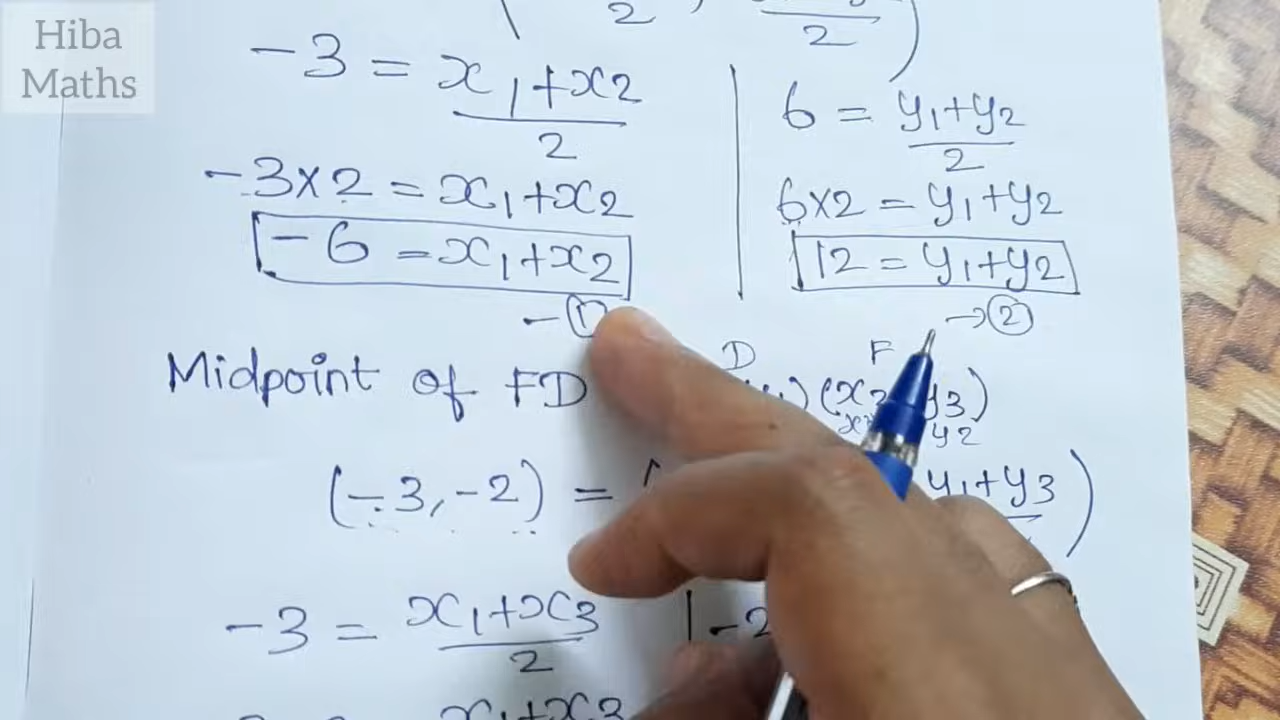 Hiba
Maths
2 , 2
-3 = x1+x2/2
6 = y1+y2/2
-3×2 = x1+x2
6×2 = y1+y2
-6 = x1+x2
12 = y1+y2
-①
→②
D F
Midpoint of FD
y3)
y2
(-3,-2) = (
y1+y3
-3 = x1+x3/2
-2
x1+x3